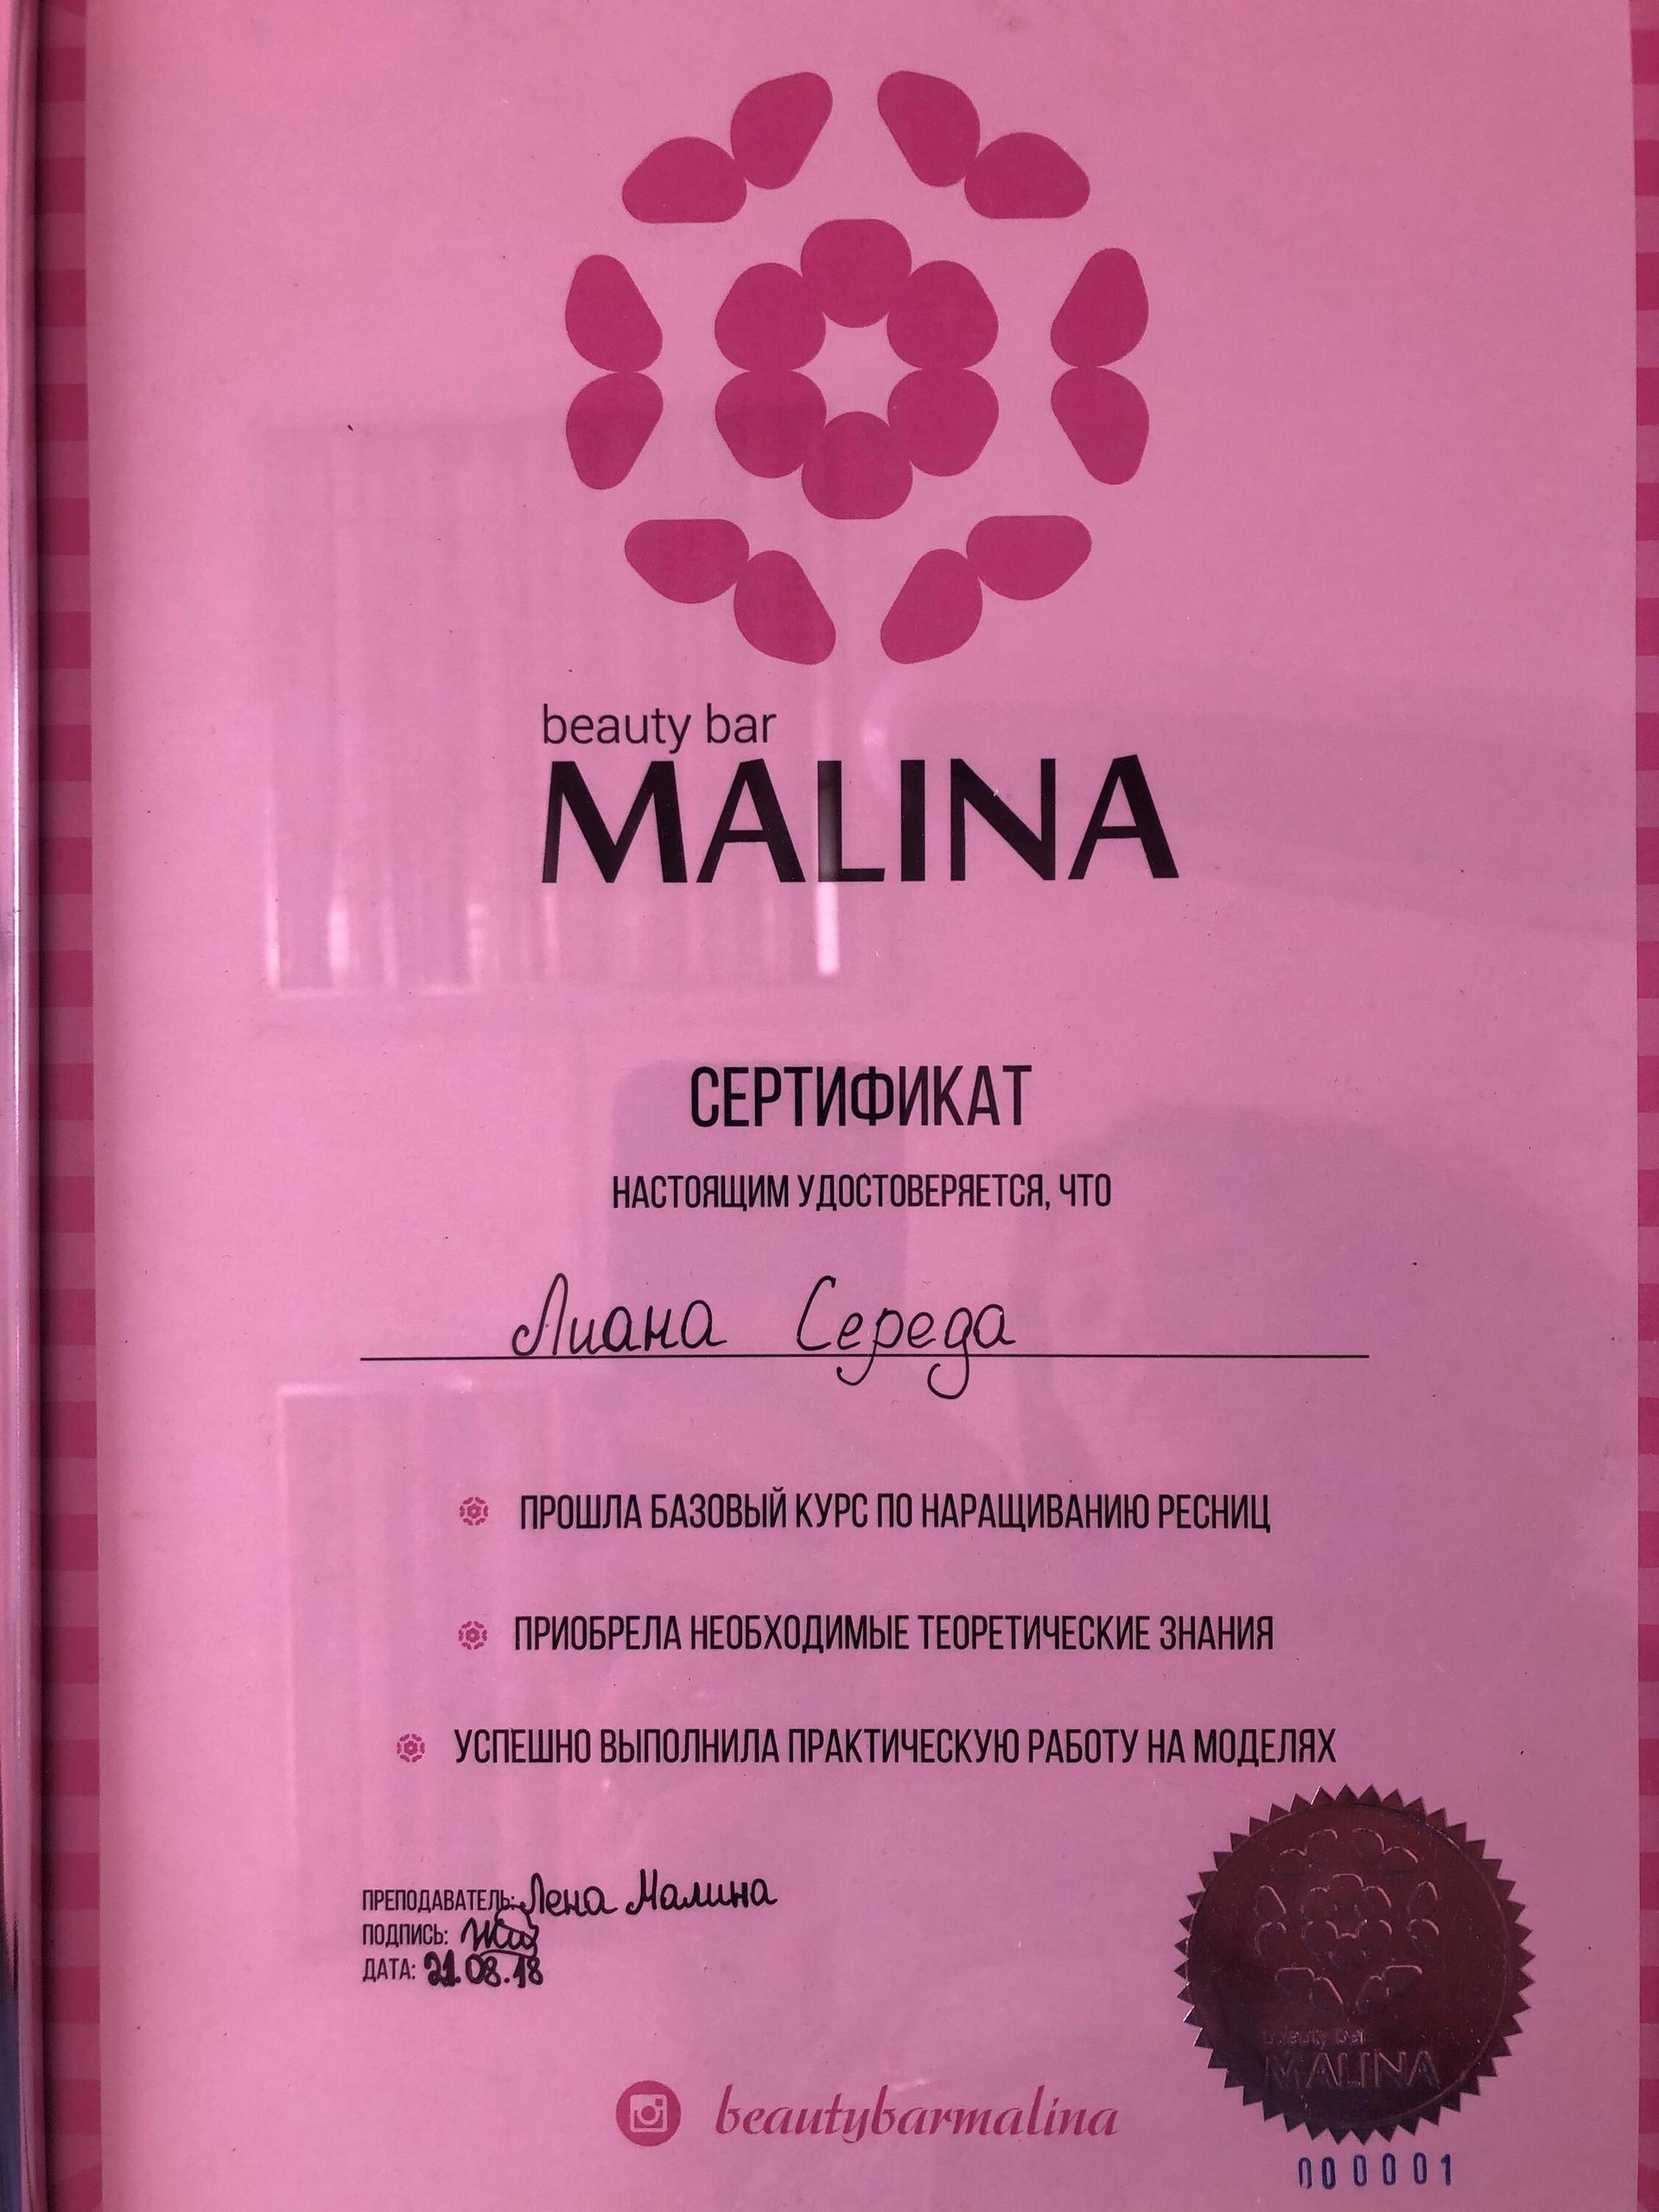 beauty bar
MALINA
СЕРТИФИКАТ
НАСТОЯЩИМ УДОСТОВЕРЯЕТСЯ, ЧТО
Лиана Середа
ПРОШЛА БАЗОВЫЙ КУРС ПО НАРАЩИВАНИЮ РЕСНИЦ
ПРИОБРЕЛА НЕОБХОДИМЫЕ ТЕОРЕТИЧЕСКИЕ ЗНАНИЯ
УСПЕШНО ВЫПОЛНИЛА ПРАКТИЧЕСКУЮ РАБОТУ НА МОДЕЛЯХ
ПРЕПОДАВАТЕЛЬ: Лена Малина
ПОДПИСЬ:
ДАТА: 21.08.18
beauty bar
MALINA
beautybarmalina
000001